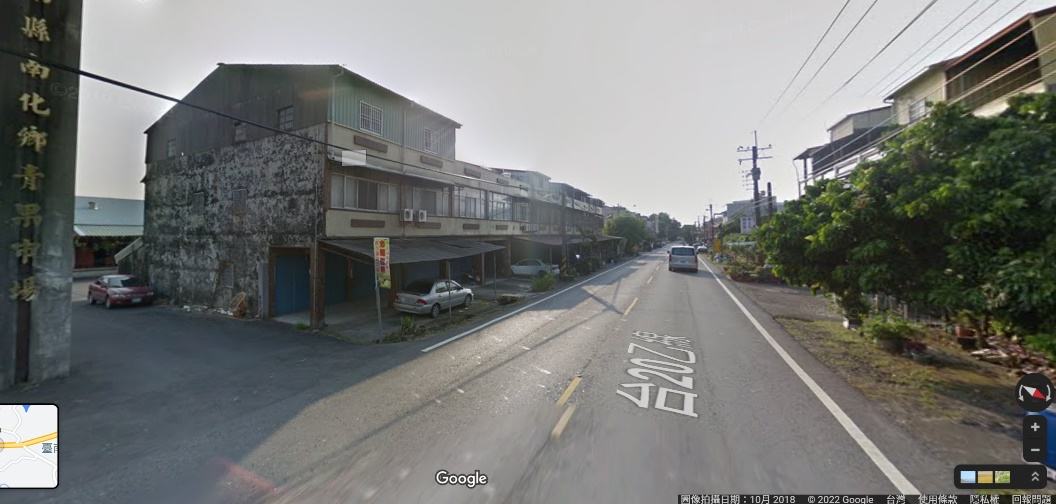 縣南化鄉青果市場
台20乙線
臺南
Google
圖像拍攝日期：10月 2018 © 2022 Google 台灣 使用條款 隱私權 回報問題